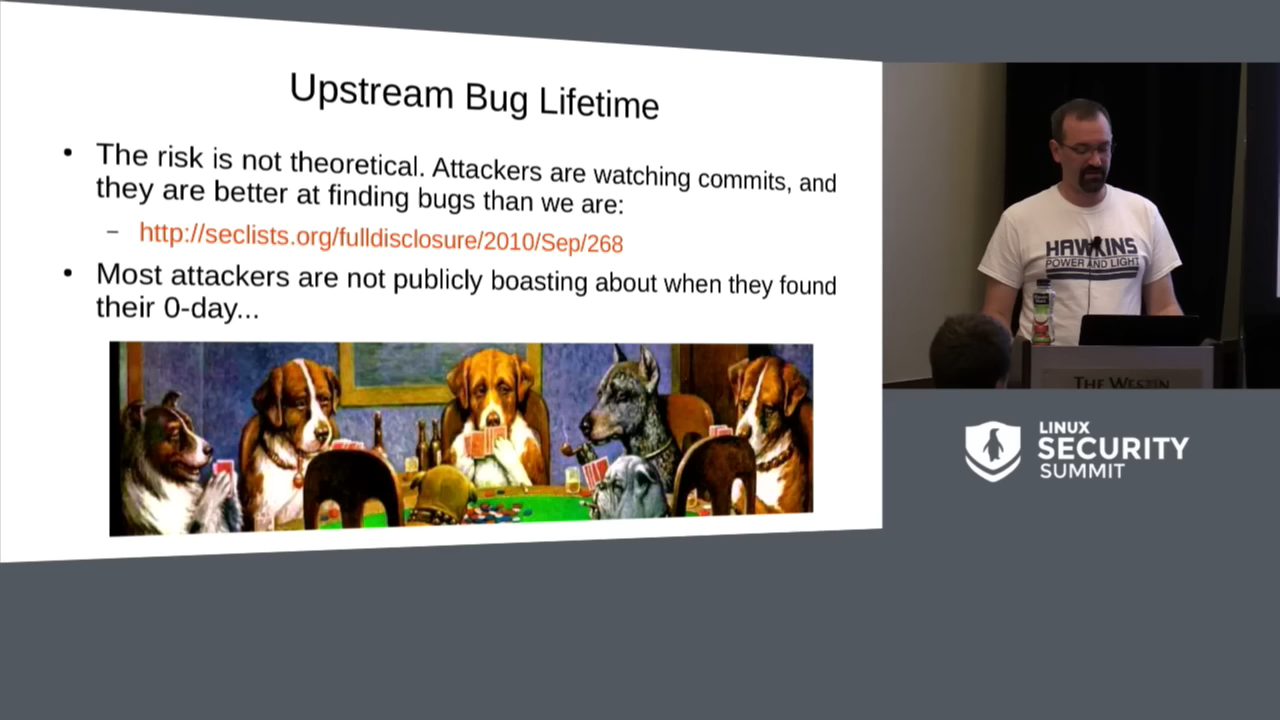 Upstream Bug Lifetime
• The risk is not theoretical. Attackers are watching commits, and
they are better at finding bugs than we are:
– http://seclists.org/fulldisclosure/2010/Sep/268
• Most attackers are not publicly boasting about when they found
their 0-day...
HAWKINS
POWER AND LIGHT
THE WESTIN
LINUX
SECURITY
SUMMIT